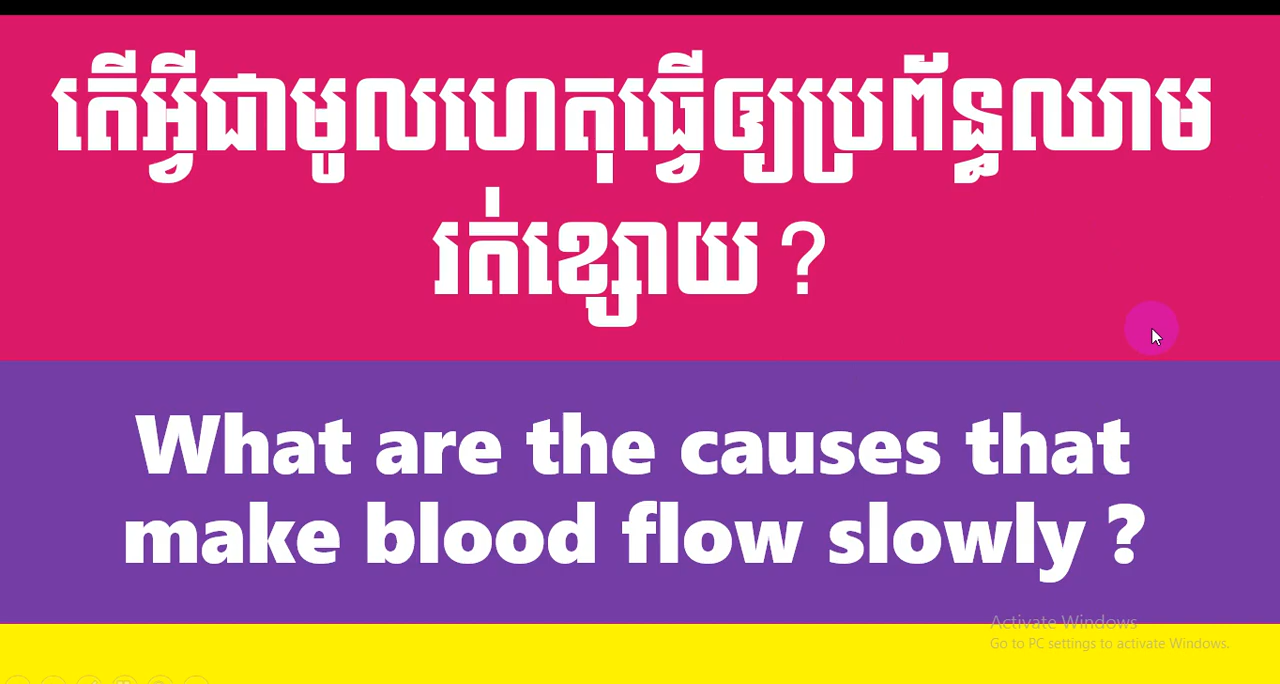 តើអ្វីជាមូលហេតុធ្វើឲ្យប្រព័ន្ធឈាម
រត់ខ្សោយ?
What are the causes that
make blood flow slowly ?
Activate Windows
Go to PC settings to activate Windows.